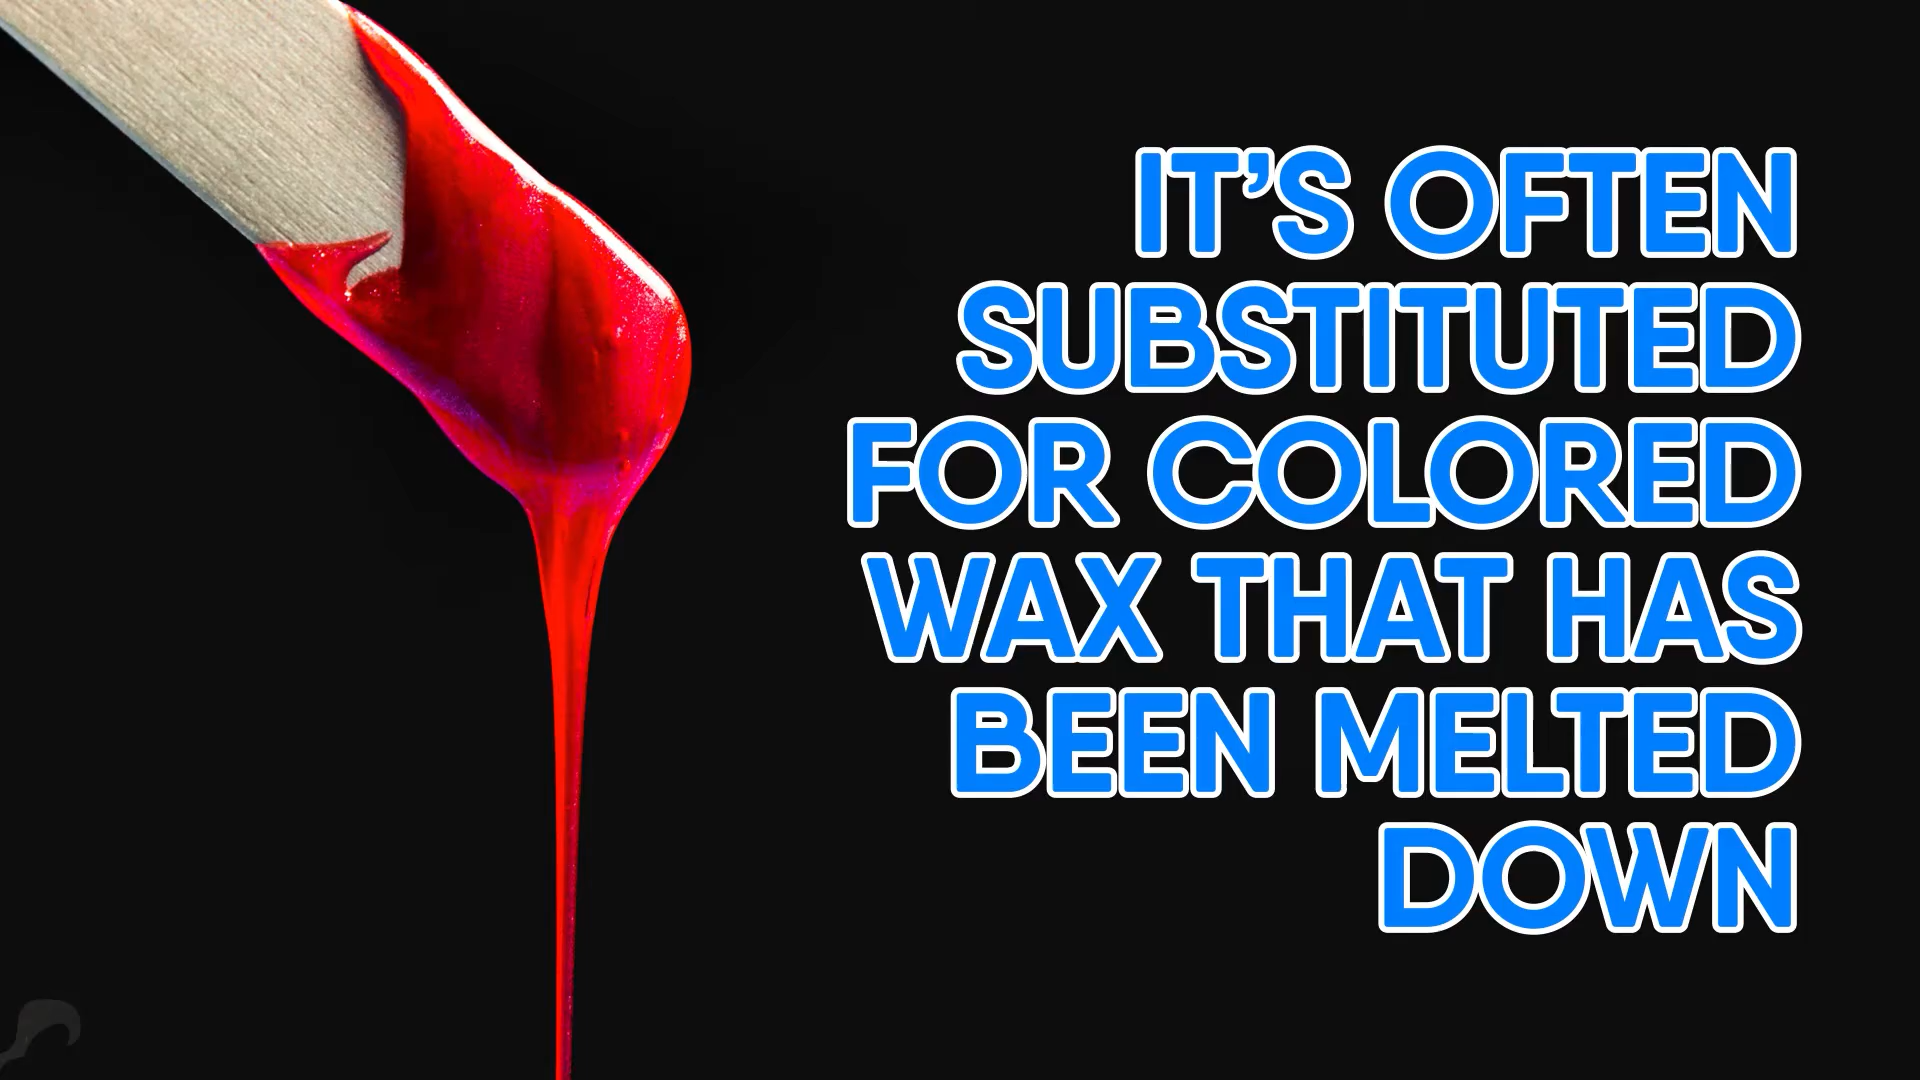 IT’S OFTEN
SUBSTITUTED
FOR COLORED
WAX THAT HAS
BEEN MELTED
DOWN